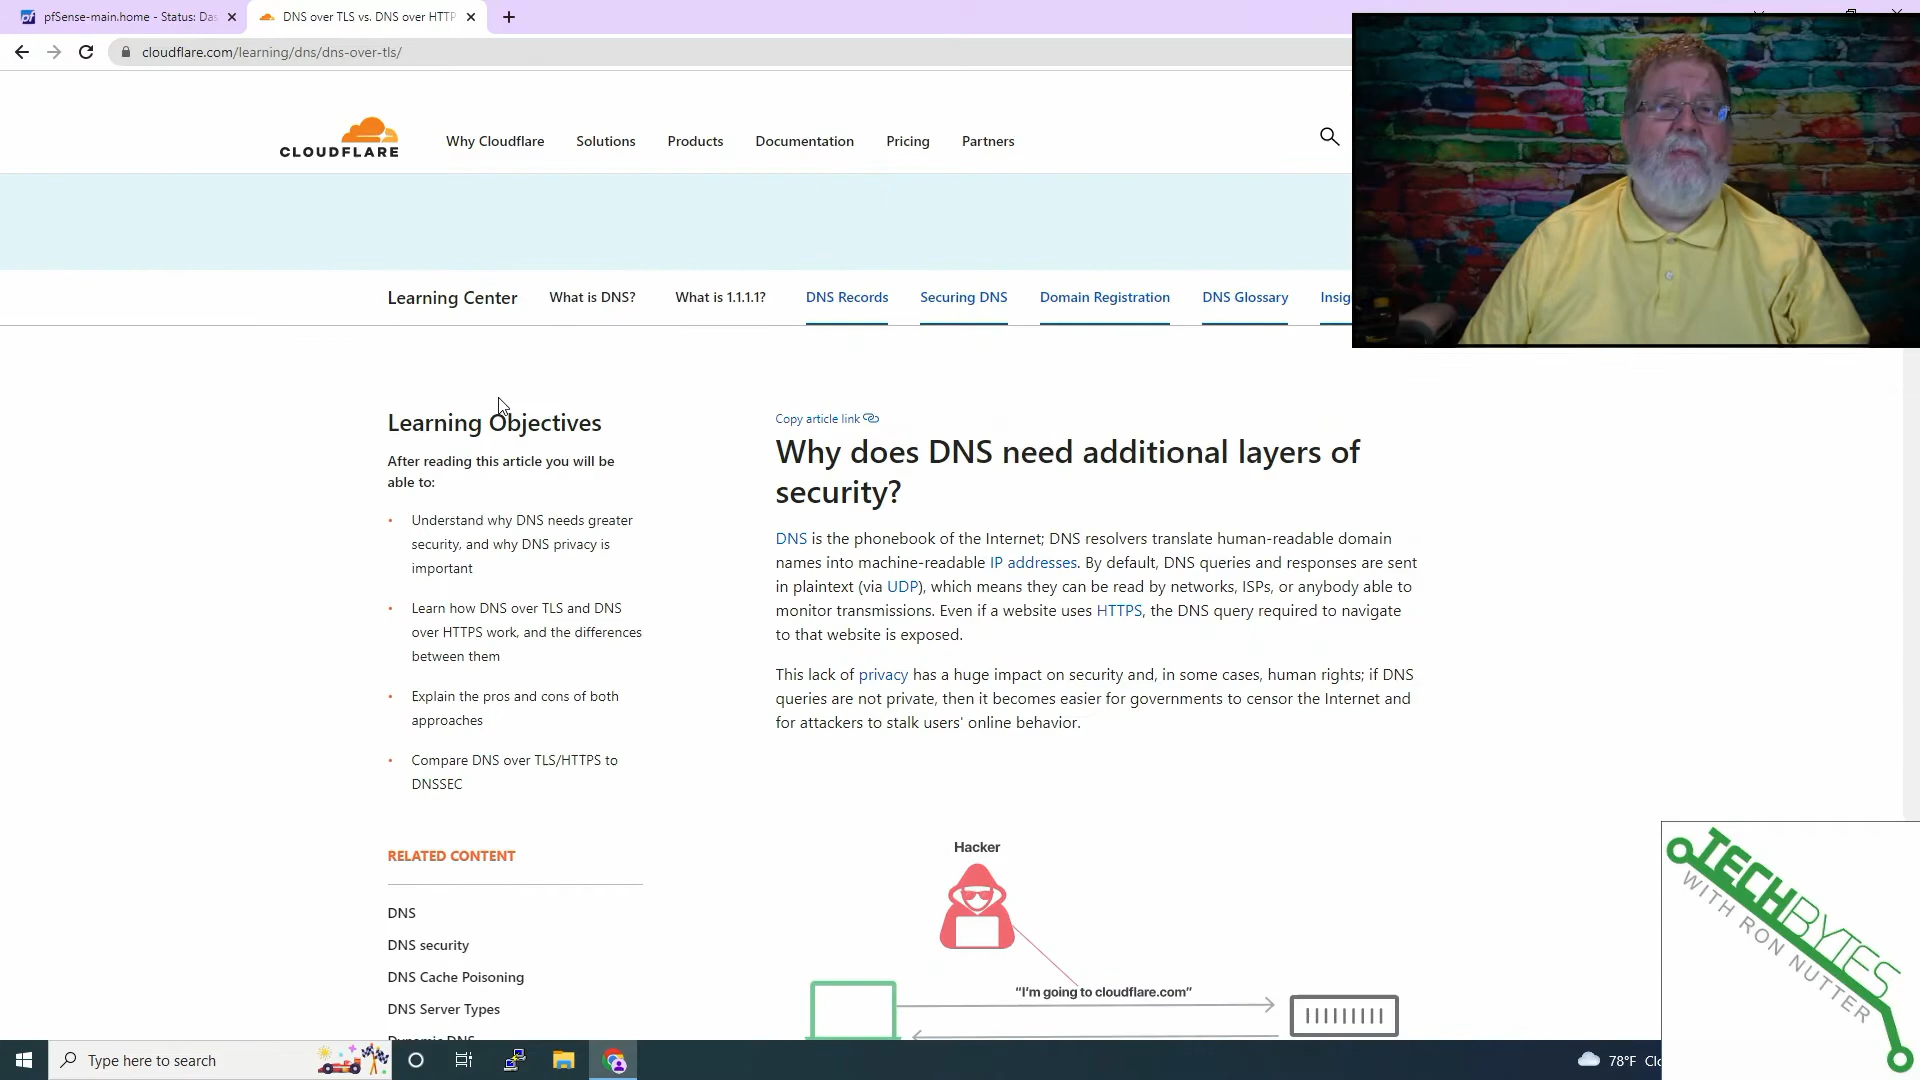 pfSense-main.home - Status: Das
DNS over TLS vs. DNS over HTTP
cloudflare.com/learning/dns/dns-over-tls/
CLOUDFLARE
Why Cloudflare
Solutions
Products
Documentation
Pricing
Partners
Learning Center
What is DNS?
What is 1.1.1.1?
DNS Records
Securing DNS
Domain Registration
DNS Glossary
Insig
Learning Objectives
After reading this article you will be
able to:
• Understand why DNS needs greater
security, and why DNS privacy is
important
• Learn how DNS over TLS and DNS
over HTTPS work, and the differences
between them
• Explain the pros and cons of both
approaches
• Compare DNS over TLS/HTTPS to
DNSSEC
RELATED CONTENT
DNS
DNS security
DNS Cache Poisoning
DNS Server Types
Dynamic DNS
Copy article link
Why does DNS need additional layers of
security?
DNS is the phonebook of the Internet; DNS resolvers translate human-readable domain
names into machine-readable IP addresses. By default, DNS queries and responses are sent
in plaintext (via UDP), which means they can be read by networks, ISPs, or anybody able to
monitor transmissions. Even if a website uses HTTPS, the DNS query required to navigate
to that website is exposed.
This lack of privacy has a huge impact on security and, in some cases, human rights; if DNS
queries are not private, then it becomes easier for governments to censor the Internet and
for attackers to stalk users' online behavior.
Hacker
"I'm going to cloudflare.com"
TECHBYTES
WITH RON NUTTER
Type here to search
78°F Clo